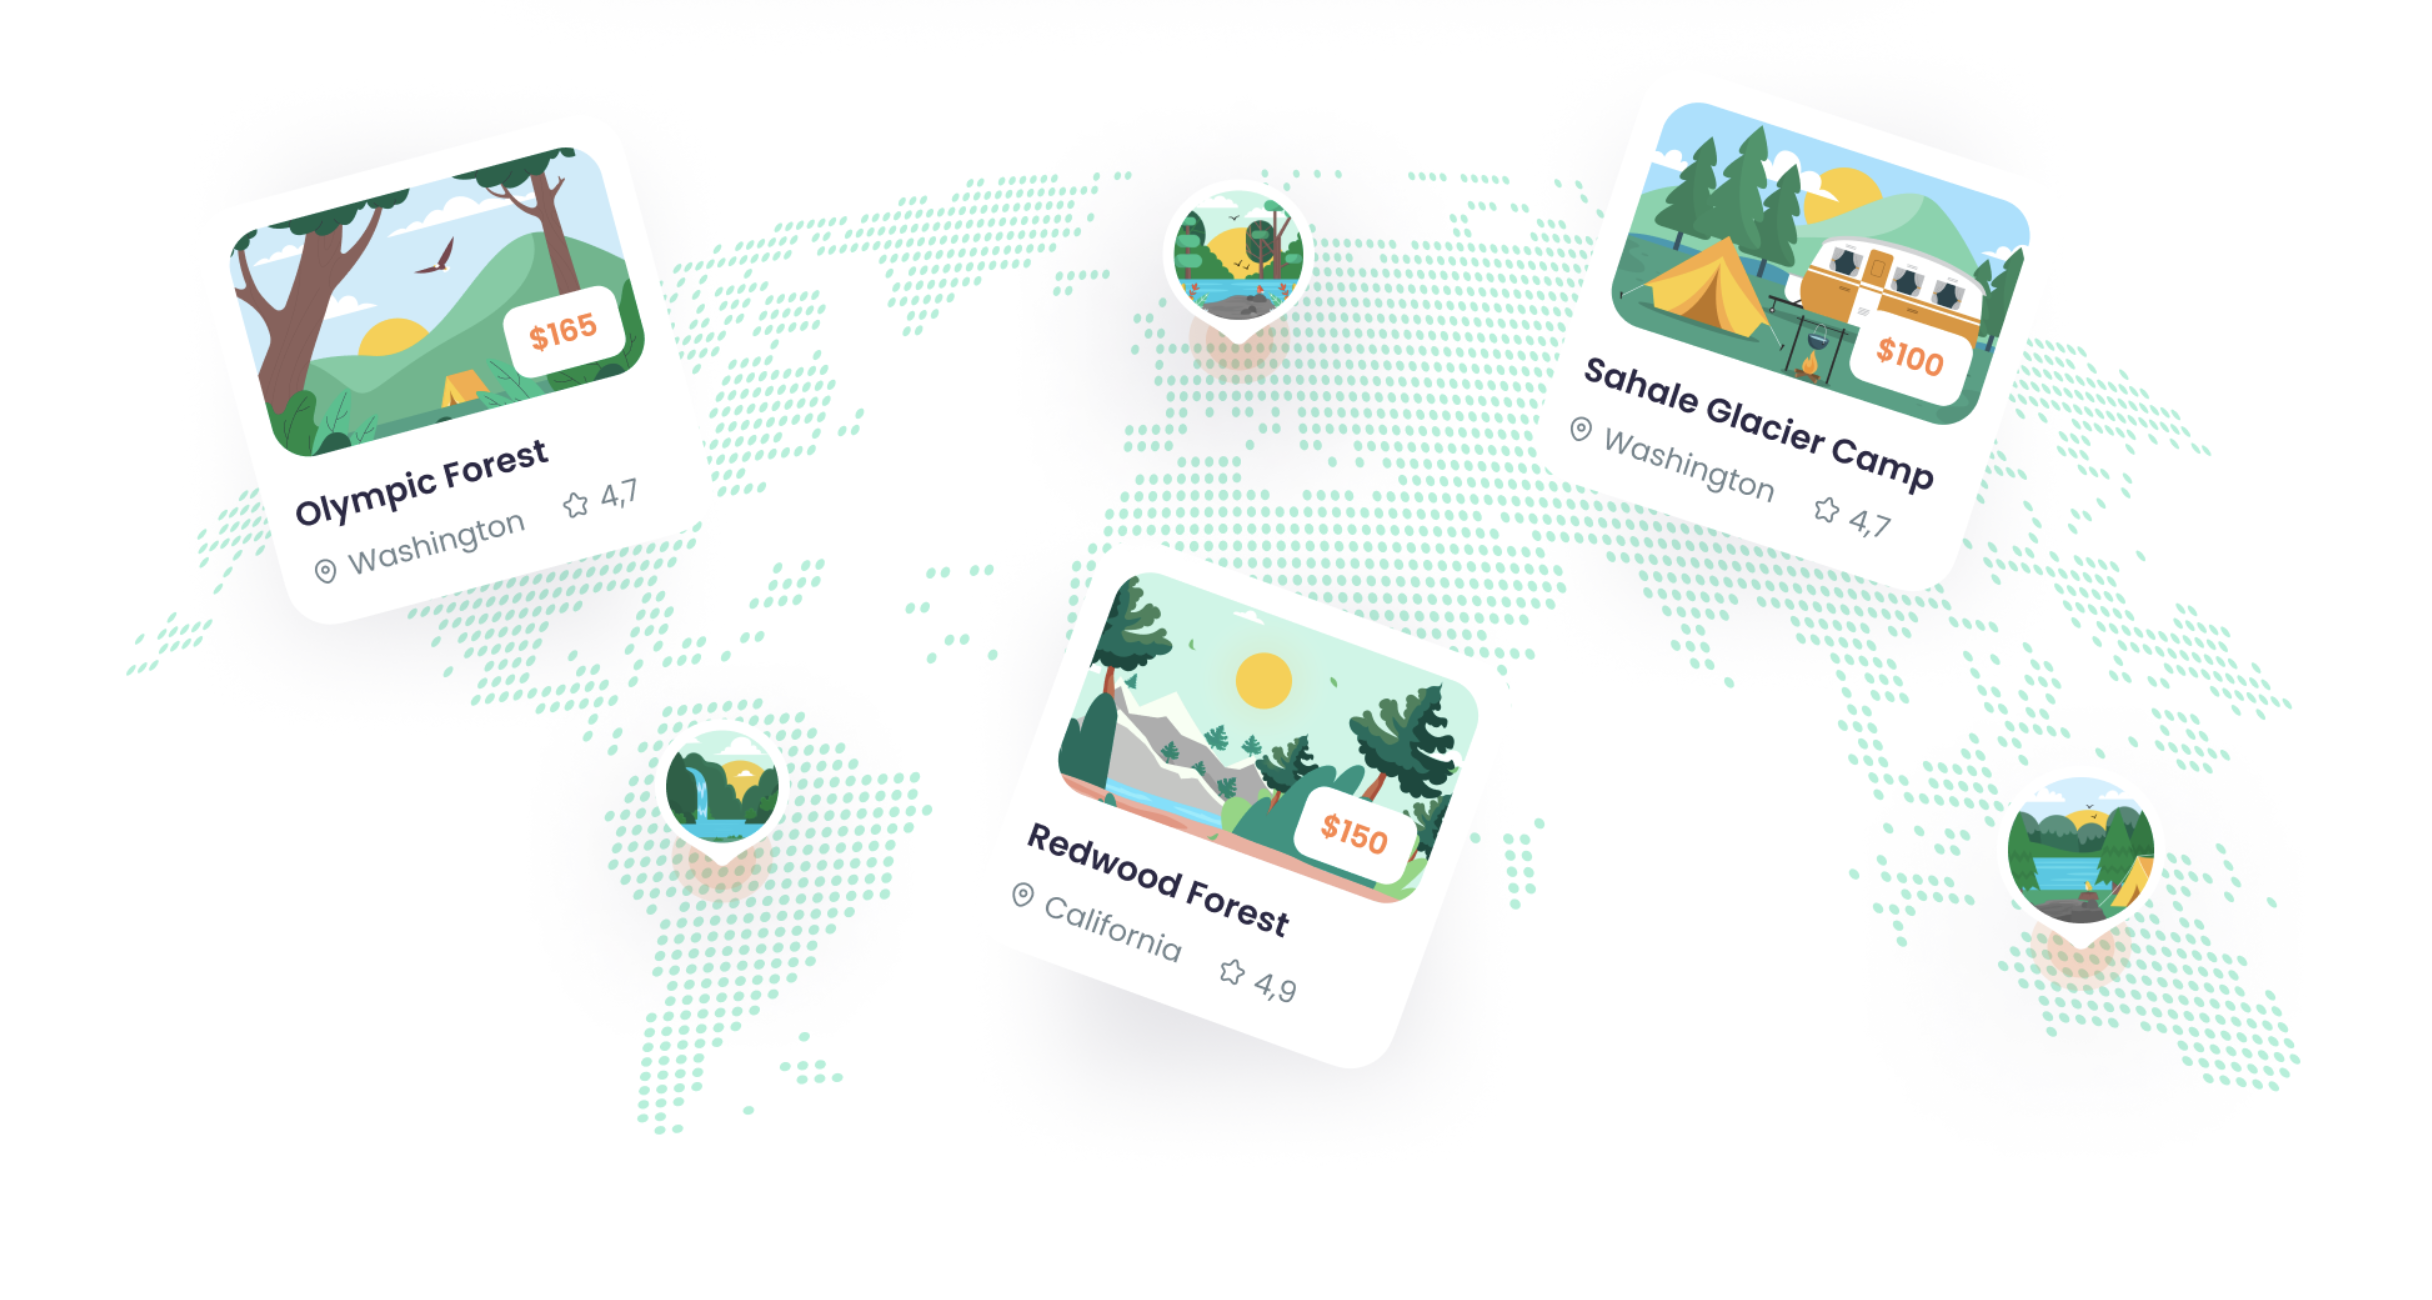 $165
Olympic Forest
Washington 4,7
$100
Sahale Glacier Camp
Washington 4,7
$150
Redwood Forest
California 4,9